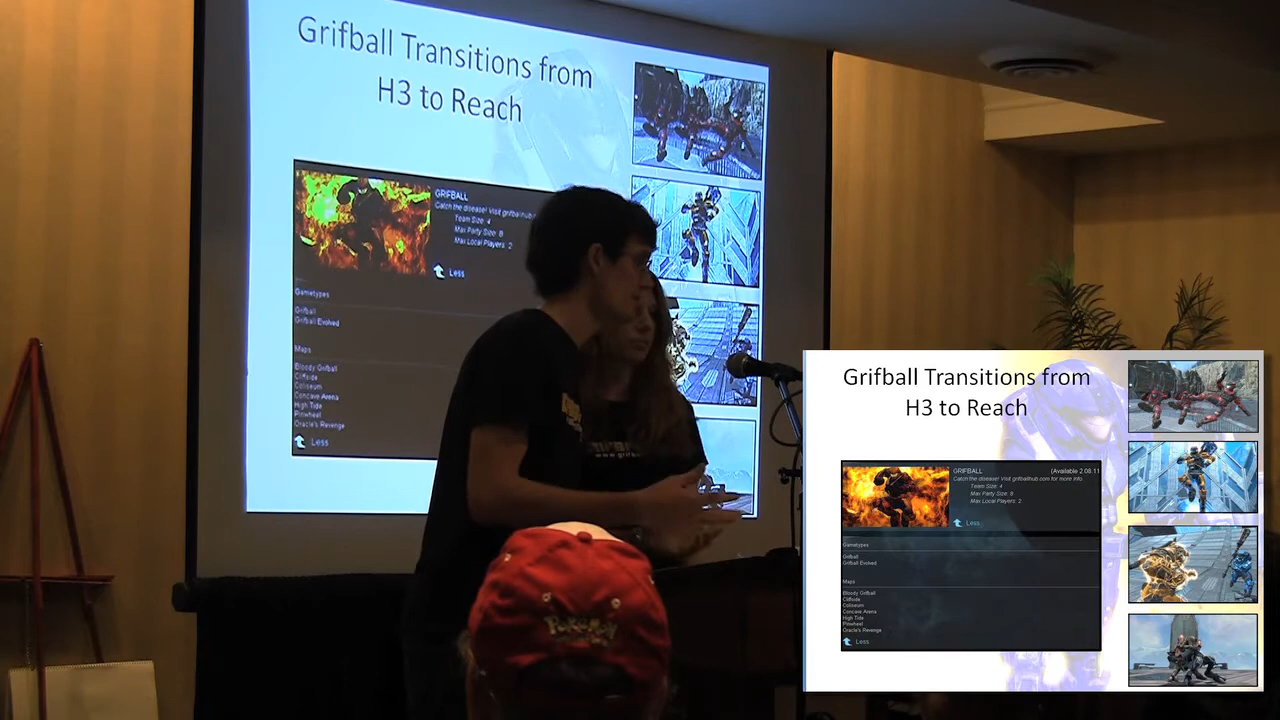 Grifball Transitions from
H3 to Reach
GRIFBALL
Catch the disease! Visit grifballhub
Team Size: 4
Max Party Size: 8
Max Local Players: 2
Less
Gametypes
Grifball
Grifball Evolved
Maps
Bloody Grifball
Cliffside
Coliseum
Concave Arena
High Tide
Pinwheel
Oracle's Revenge
Less
Pokémon
Grifball Transitions from
H3 to Reach
GRIFBALL (Available 2.08.11
Catch the disease! Visit grifballhub.com for more info.
Team Size: 4
Max Party Size: 8
Max Local Players: 2
Less
Gametypes
Grifball
Grifball Evolved
Maps
Bloody Grifball
Cliffside
Coliseum
Concave Arena
High Tide
Pinwheel
Oracle's Revenge
Less